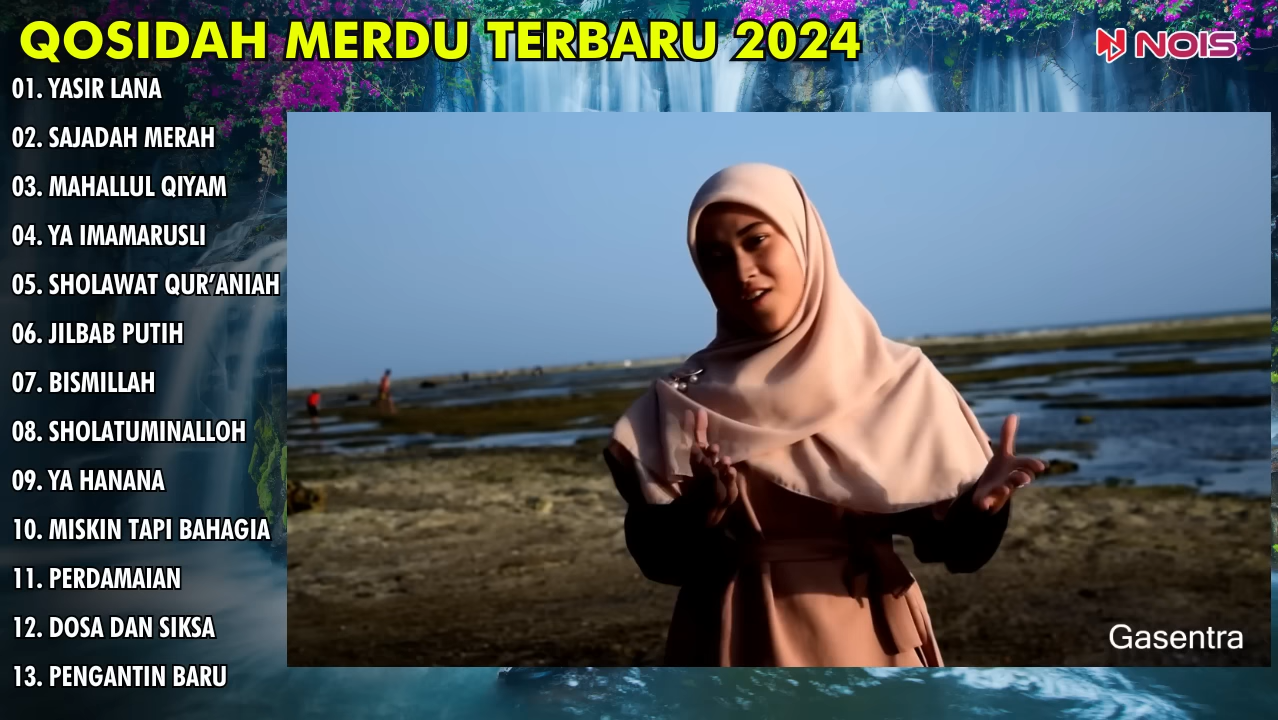 QOSIDAH MERDU TERBARU 2024
NOIS
01. YASIR LANA
02. SAJADAH MERAH
03. MAHALLUL QIYAM
04. YA IMAMARUSLI
05. SHOLAWAT QUR’ANIAH
06. JILBAB PUTIH
07. BISMILLAH
08. SHOLATUMINALLOH
09. YA HANANA
10. MISKIN TAPI BAHAGIA
11. PERDAMAIAN
12. DOSA DAN SIKSA
13. PENGANTIN BARU
Gasentra